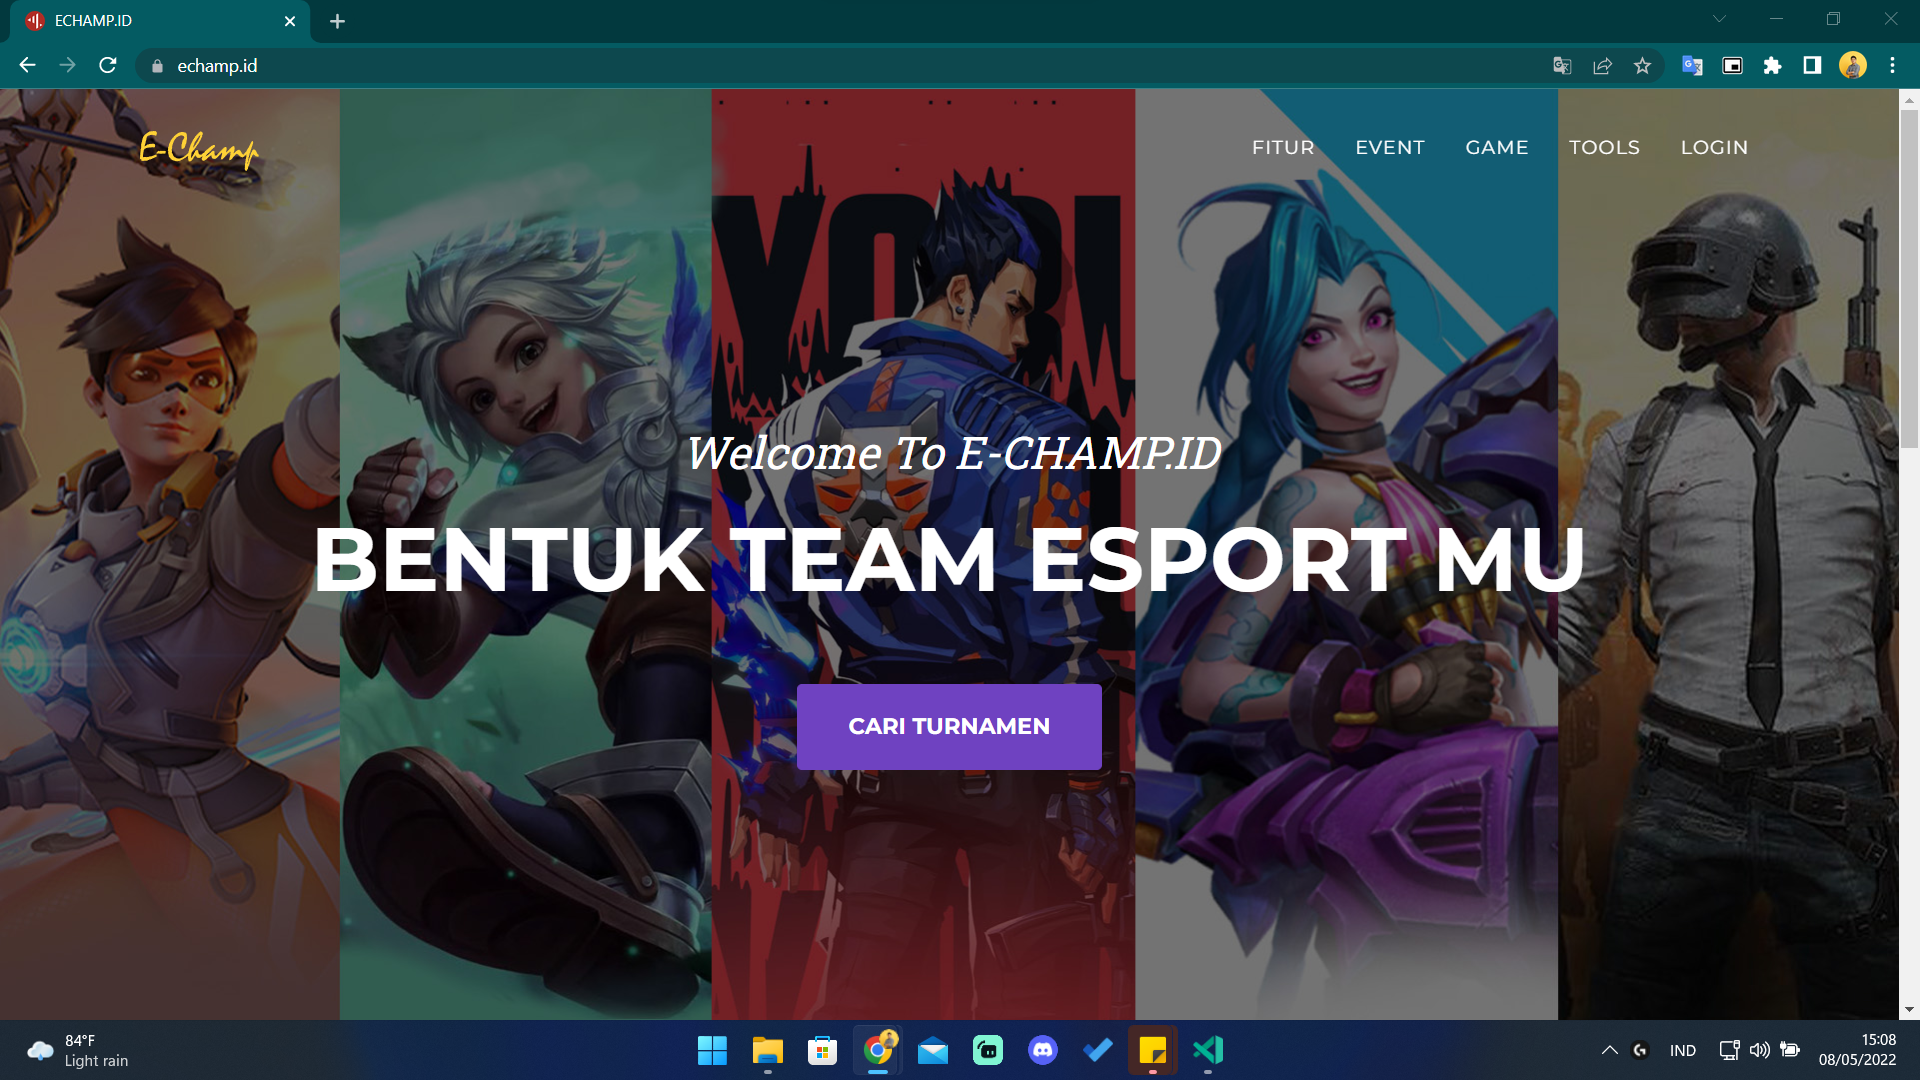 ECHAMP.ID
echamp.id
E-Champ
FITUR EVENT GAME TOOLS LOGIN
Welcome To E-CHAMP.ID
BENTUK TEAM ESPORT MU
CARI TURNAMEN
84°F
Light rain
IND
15:08
08/05/2022